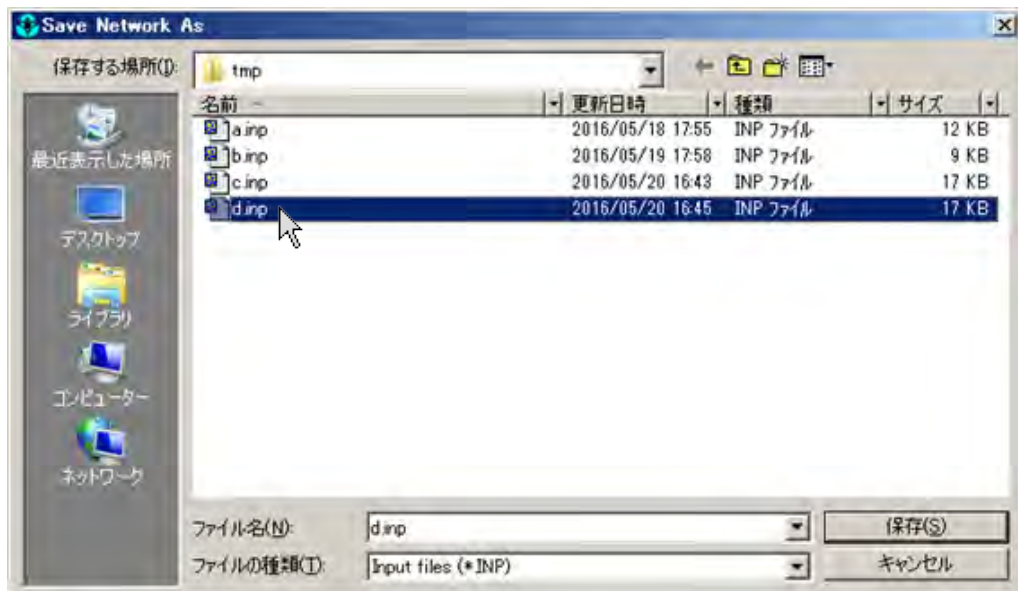 Save Network As
保存する場所(I):
tmp
名前
更新日時
種類
サイズ
a.inp
2016/05/18 17:55
INP ファイル
12 KB
b.inp
2016/05/19 17:58
INP ファイル
9 KB
c.inp
2016/05/20 16:43
INP ファイル
17 KB
d.inp
2016/05/20 16:45
INP ファイル
17 KB
最近表示した場所
デスクトップ
ライブラリ
コンピューター
ネットワーク
ファイル名(N):
d.inp
保存(S)
ファイルの種類(T):
Input files (*.INP)
キャンセル